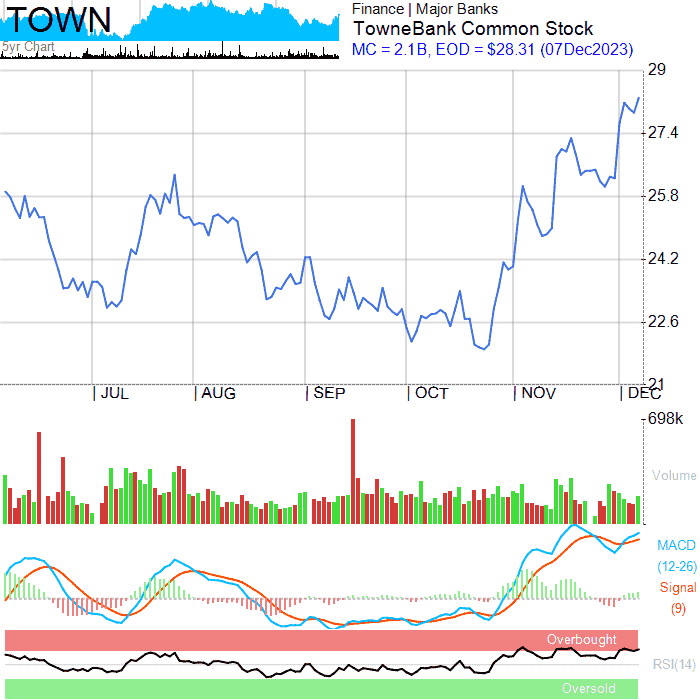 TOWN
5yr Chart
Finance | Major Banks
TowneBank Common Stock
MC = 2.1B, EOD = $28.31 (07Dec2023)
29
27.4
25.8
24.2
22.6
21
JUL
AUG
SEP
OCT
NOV
DEC
698k
Volume
MACD
(12-26)
Signal
(9)
Overbought
RSI(14)
Oversold